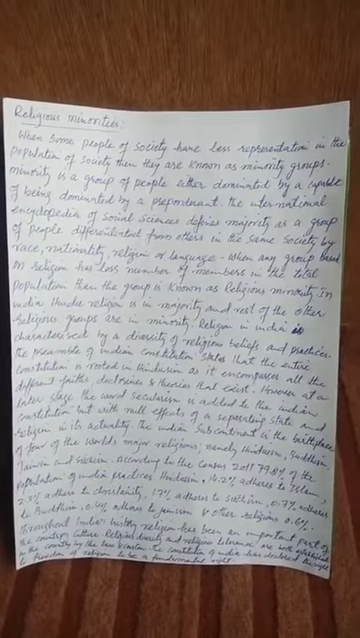 Religious minorities:
When some people of society have less representation in the
population of society then they are known as minority groups.
minority is a group of people either dominated by a capable
of being dominated by a preponderant. the international
encyclopedia of social sciences defines majority as a group
of people differentiated from others in the same society by
race, nationality, religion or language - When any group based
on religion has less number of members in the total
population then the group is known as Religious minority. In
india Hindu religion is in majority and rest of the other
religious groups are in minority. Religion in india is
characterised by a diversity of religious beliefs and practices.
the preamble of indian constitution states that the entire
constitution is rooted in Hinduism as it encompasses all the
different faiths, doctrines & theories that exist. However at a
later stage the word secularism is added to the indian
constitution but with null effects of a separating state and
religion in its actuality. the indian subcontinent is the birthplace
of four of the worlds major religions; namely Hinduism, Buddhism,
Jainism and Sikhism. According to the census 2011 79.8% of the
population of india practices Hinduism, 14.2% adheres to Islam,
2.3% adhere to christianity, 1.7% adheres to Sikhism, 0.7% adheres
to Buddhism, 0.4% adheres to jainism & other religions 0.6%.
throughout India's history religion has been an important part of
the country's culture. Religious diversity and religious tolerance are both established
in the country by the law & custom. the constitution of india has declared the right
to freedom of religion to be a fundamental right.